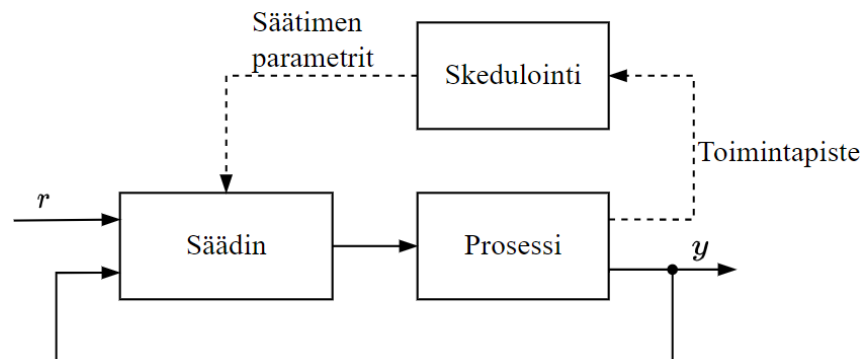 Säätimen
parametrit
Skedulointi
Toimintapiste
r
Säädin
Prosessi
y